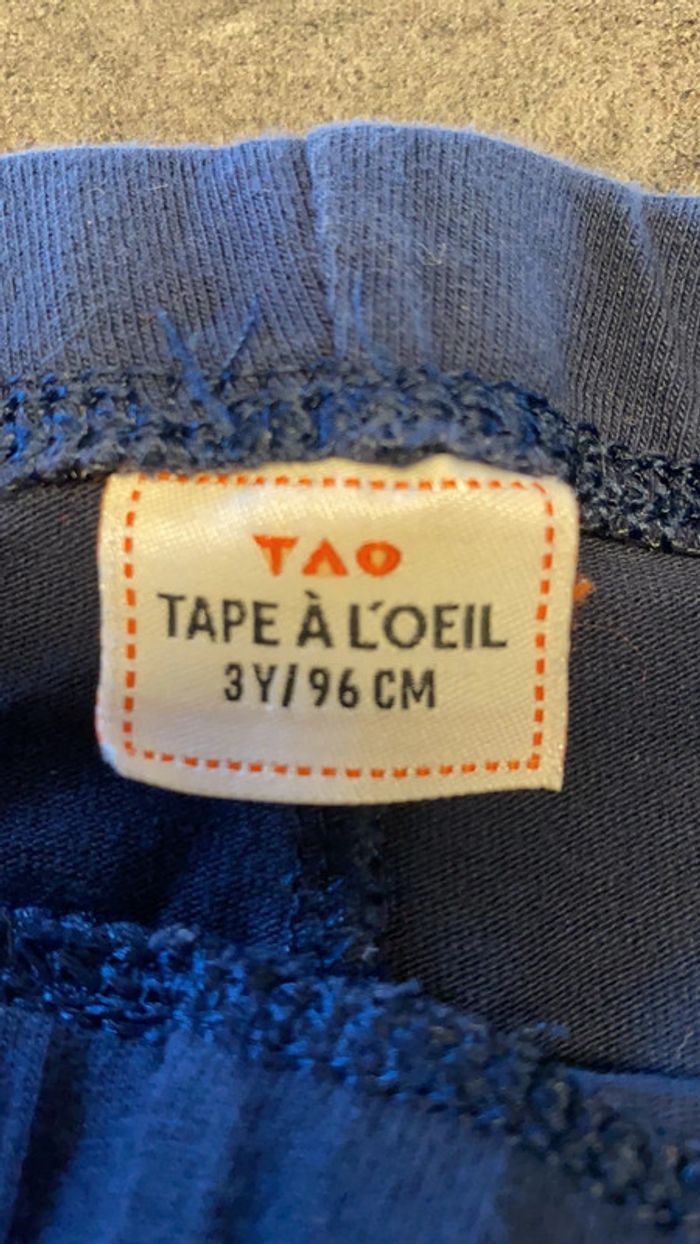 TAO
TAPE À L'OEIL
3Y/96 CM